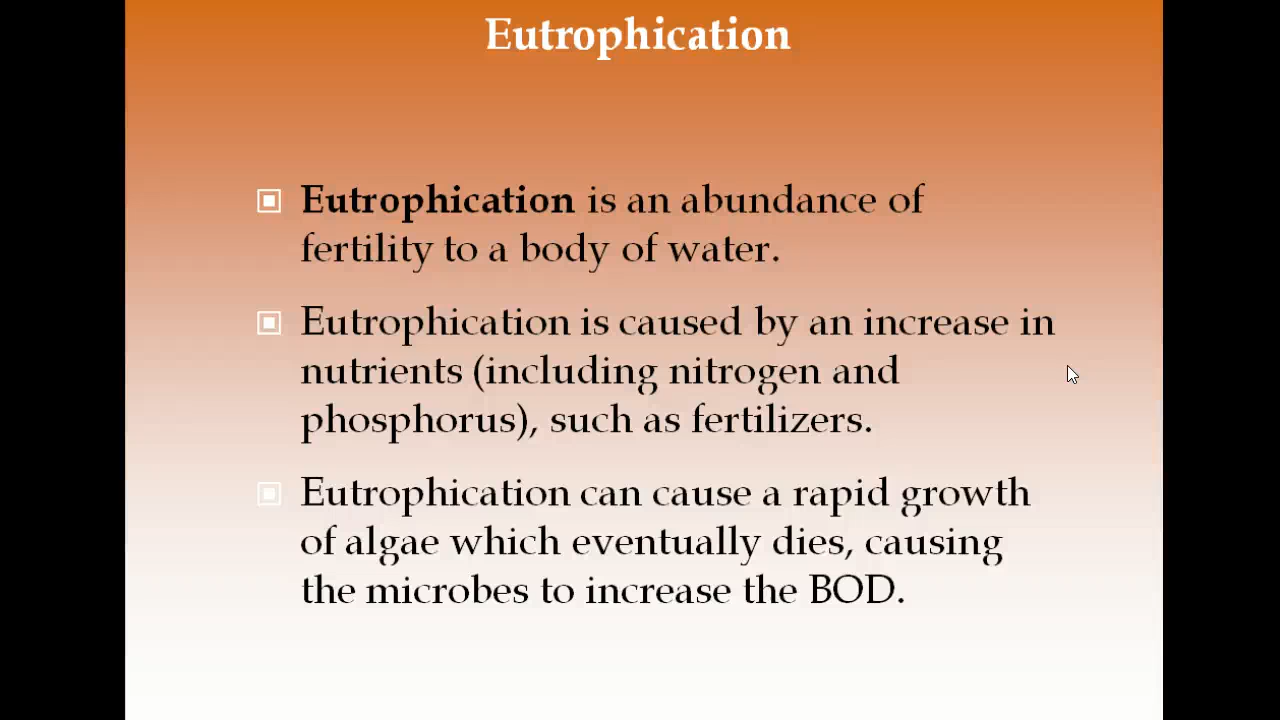 Eutrophication
Eutrophication is an abundance of
fertility to a body of water.
Eutrophication is caused by an increase in
nutrients (including nitrogen and
phosphorus), such as fertilizers.
Eutrophication can cause a rapid growth
of algae which eventually dies, causing
the microbes to increase the BOD.